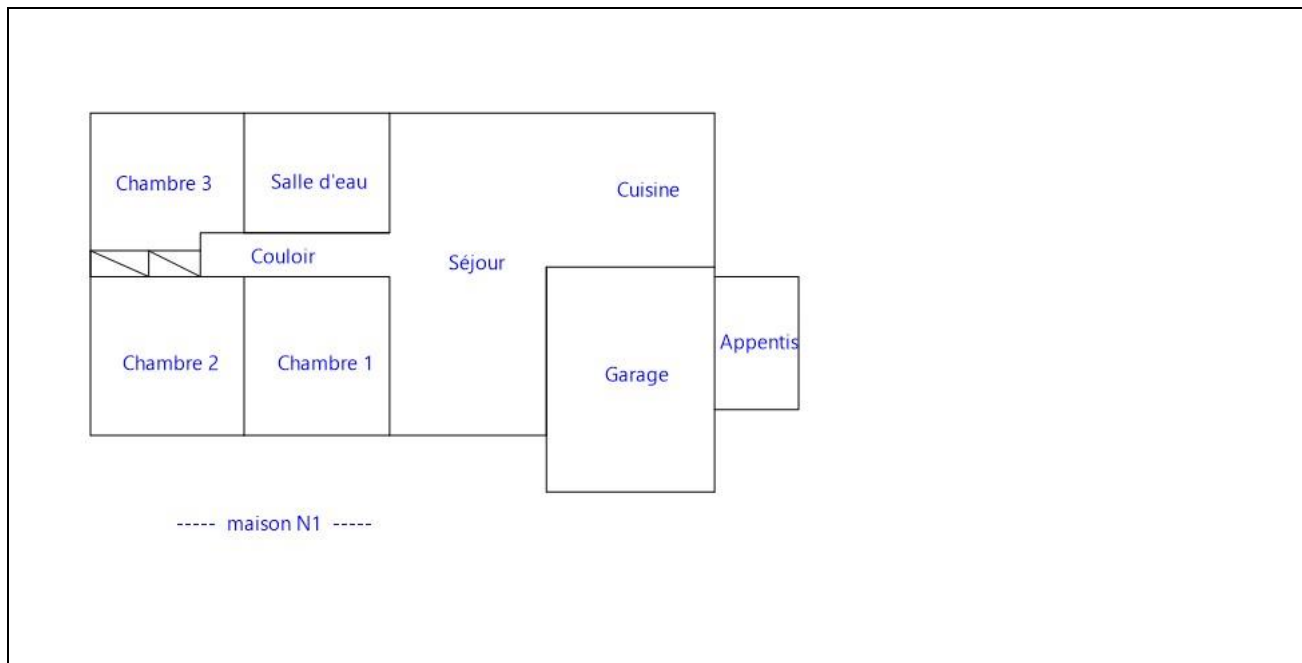 Chambre 3
Salle d'eau
Cuisine
Couloir
Séjour
Appentis
Chambre 2
Chambre 1
Garage
----- maison N1 -----